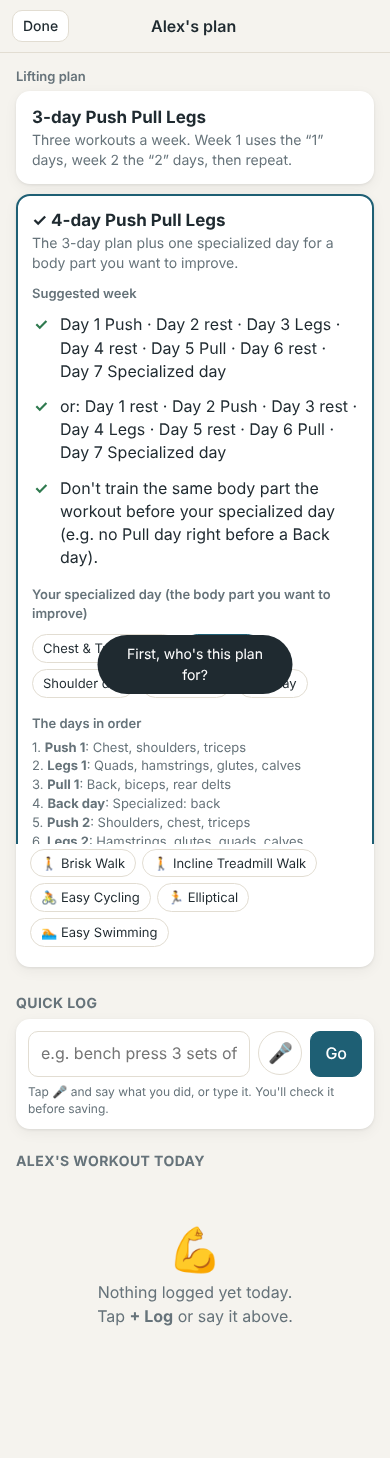 Done
Alex's plan
Lifting plan
3-day Push Pull Legs
Three workouts a week. Week 1 uses the “1”
days, week 2 the “2” days, then repeat.
✓ 4-day Push Pull Legs
The 3-day plan plus one specialized day for a
body part you want to improve.
Suggested week
✓ Day 1 Push · Day 2 rest · Day 3 Legs ·
Day 4 rest · Day 5 Pull · Day 6 rest ·
Day 7 Specialized day
✓ or: Day 1 rest · Day 2 Push · Day 3 rest ·
Day 4 Legs · Day 5 rest · Day 6 Pull ·
Day 7 Specialized day
✓ Don't train the same body part the
workout before your specialized day
(e.g. no Pull day right before a Back
day).
Your specialized day (the body part you want to
improve)
Chest &
Shoulder
First, who's this plan
for?
The days in order
1. Push 1: Chest, shoulders, triceps
2. Legs 1: Quads, hamstrings, glutes, calves
3. Pull 1: Back, biceps, rear delts
4. Back day: Specialized: back
5. Push 2: Shoulders, chest, triceps
6. Legs 2: Hamstrings, glutes, quads, calves
🚶 Brisk Walk
🚶 Incline Treadmill Walk
🚴 Easy Cycling
🏃 Elliptical
🏊 Easy Swimming
QUICK LOG
e.g. bench press 3 sets of
🎤
Go
Tap 🎤 and say what you did, or type it. You'll check it
before saving.
ALEX'S WORKOUT TODAY
💪
Nothing logged yet today.
Tap + Log or say it above.